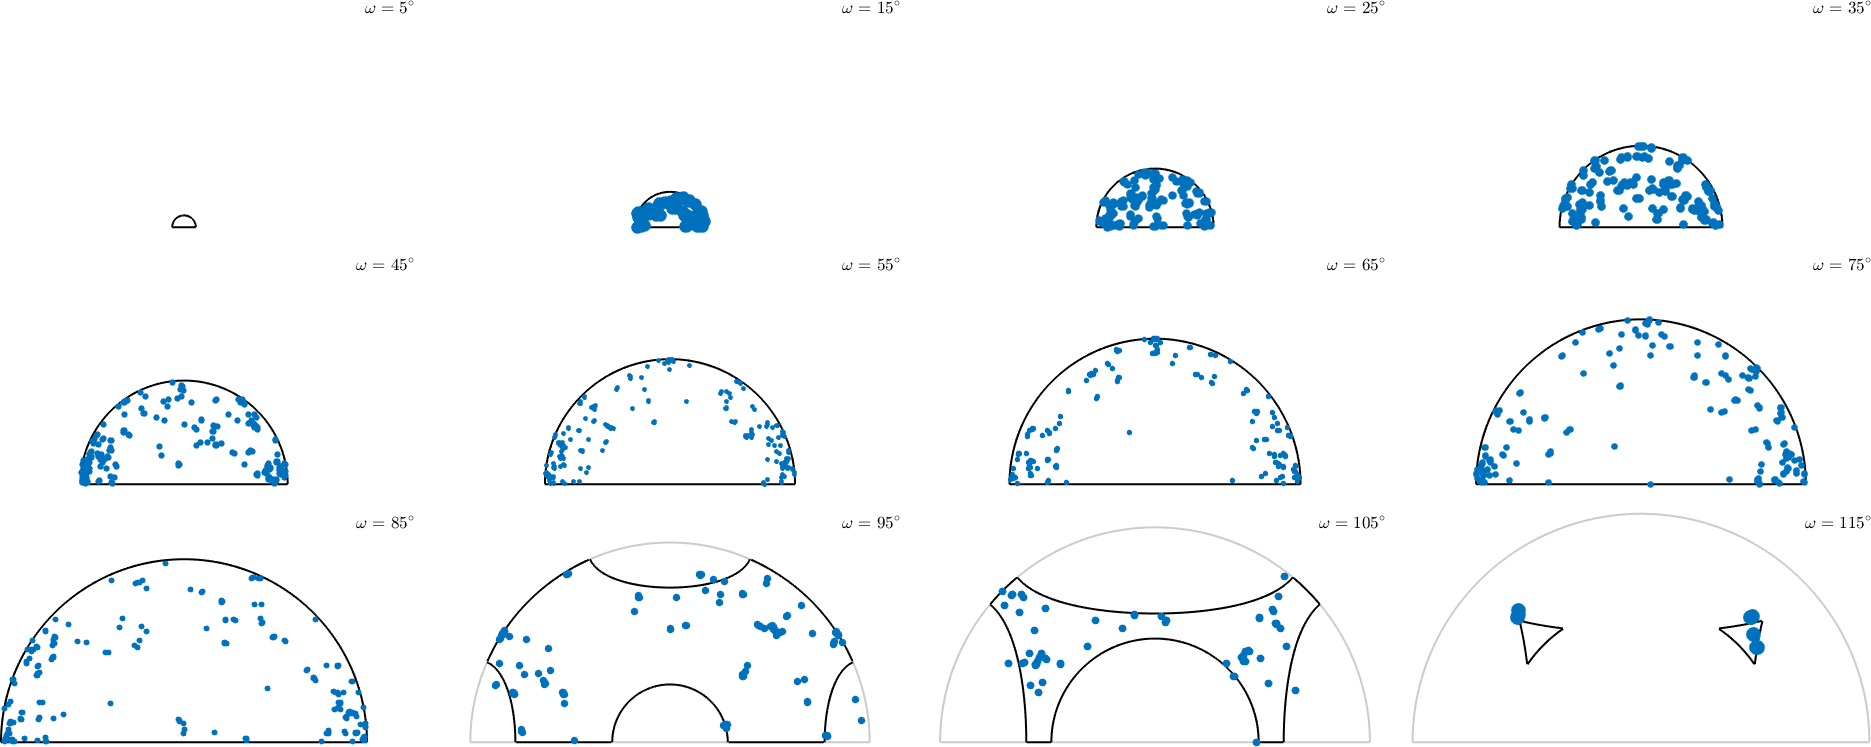 ω = 5°
ω = 15°
ω = 25°
ω = 35°
ω = 45°
ω = 55°
ω = 65°
ω = 75°
ω = 85°
ω = 95°
ω = 105°
ω = 115°